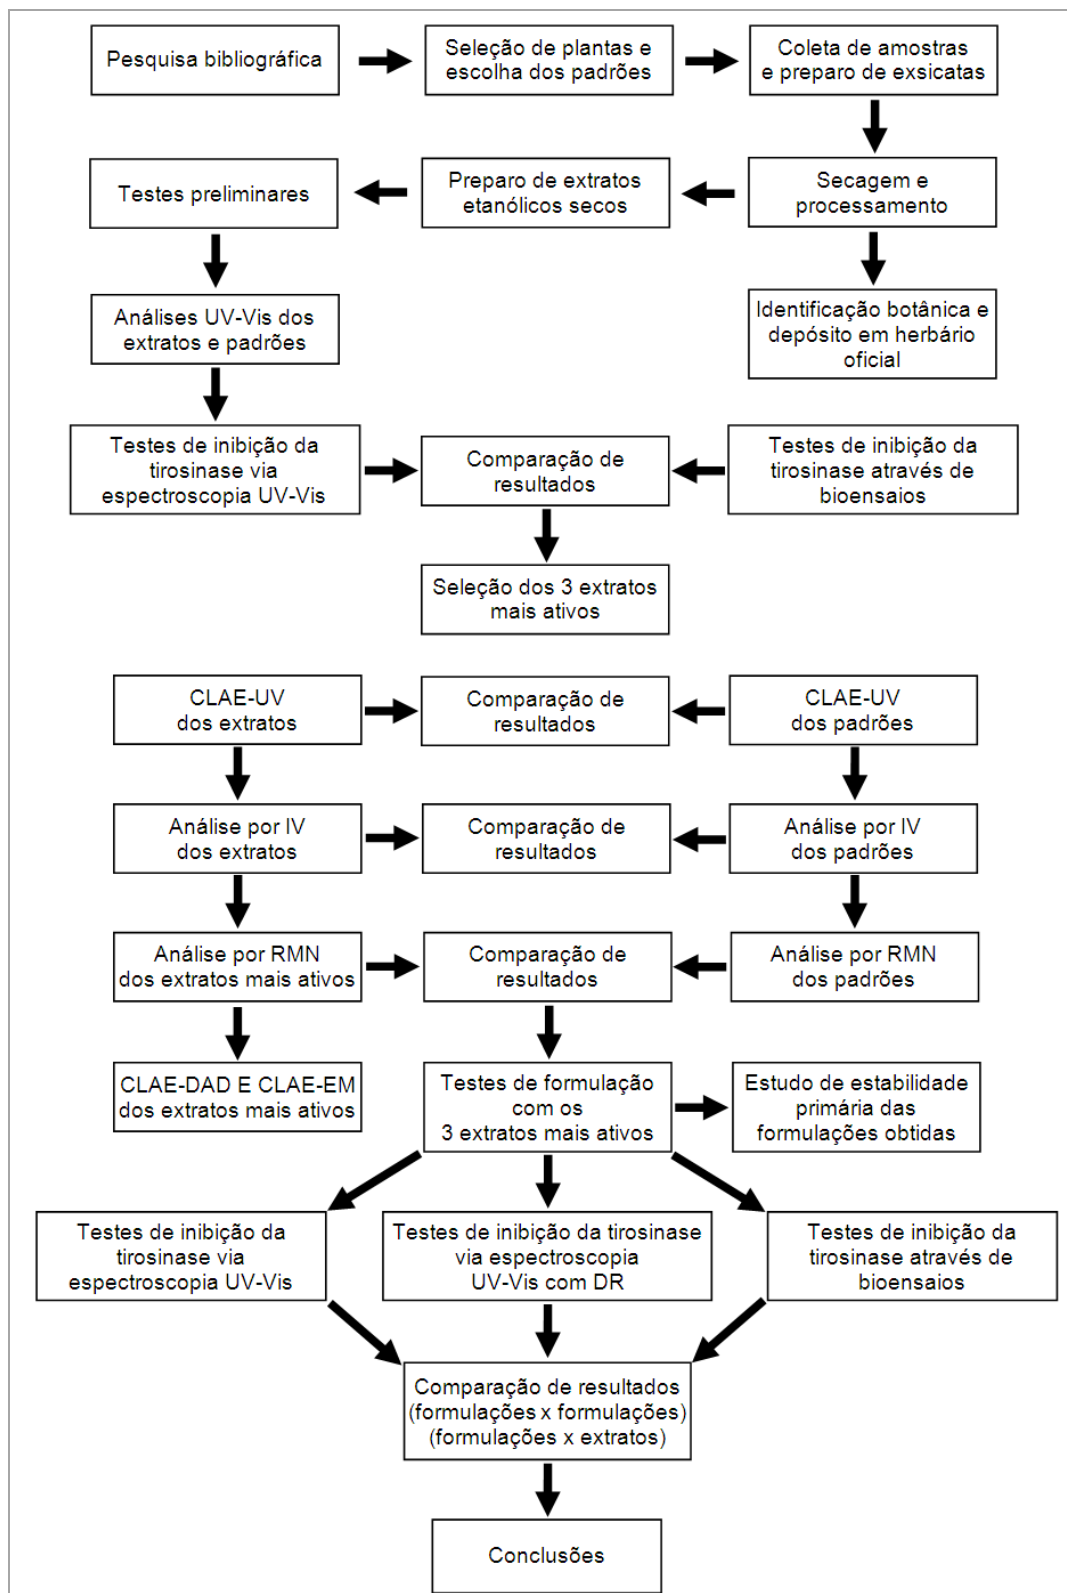 Pesquisa bibliográfica
Seleção de plantas e
escolha dos padrões
Coleta de amostras
e preparo de exsicatas
Testes preliminares
Preparo de extratos
etanólicos secos
Secagem e
processamento
Análises UV-Vis dos
extratos e padrões
Identificação botânica e
depósito em herbário
oficial
Testes de inibição da
tirosinase via
espectroscopia UV-Vis
Comparação de
resultados
Testes de inibição da
tirosinase através de
bioensaios
Seleção dos 3 extratos
mais ativos
CLAE-UV
dos extratos
Comparação de
resultados
CLAE-UV
dos padrões
Análise por IV
dos extratos
Comparação de
resultados
Análise por IV
dos padrões
Análise por RMN
dos extratos mais ativos
Comparação de
resultados
Análise por RMN
dos padrões
CLAE-DAD E CLAE-EM
dos extratos mais ativos
Testes de formulação
com os
3 extratos mais ativos
Estudo de estabilidade
primária das
formulações obtidas
Testes de inibição da
tirosinase via
espectroscopia UV-Vis
Testes de inibição da tirosinase
via espectroscopia
UV-Vis com DR
Testes de inibição da
tirosinase através de
bioensaios
Comparação de resultados
(formulações x formulações)
(formulações x extratos)
Conclusões